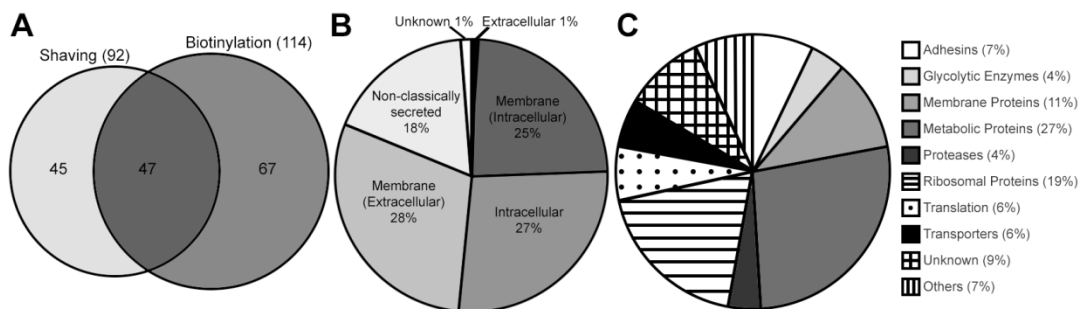 A
Shaving (92)
Biotinylation (114)
45
47
67
B
Unknown 1%
Extracellular 1%
Non-classically
secreted
18%
Membrane
(Intracellular)
25%
Membrane
(Extracellular)
28%
Intracellular
27%
C
Adhesins (7%)
Glycolytic Enzymes (4%)
Membrane Proteins (11%)
Metabolic Proteins (27%)
Proteases (4%)
Ribosomal Proteins (19%)
Translation (6%)
Transporters (6%)
Unknown (9%)
Others (7%)